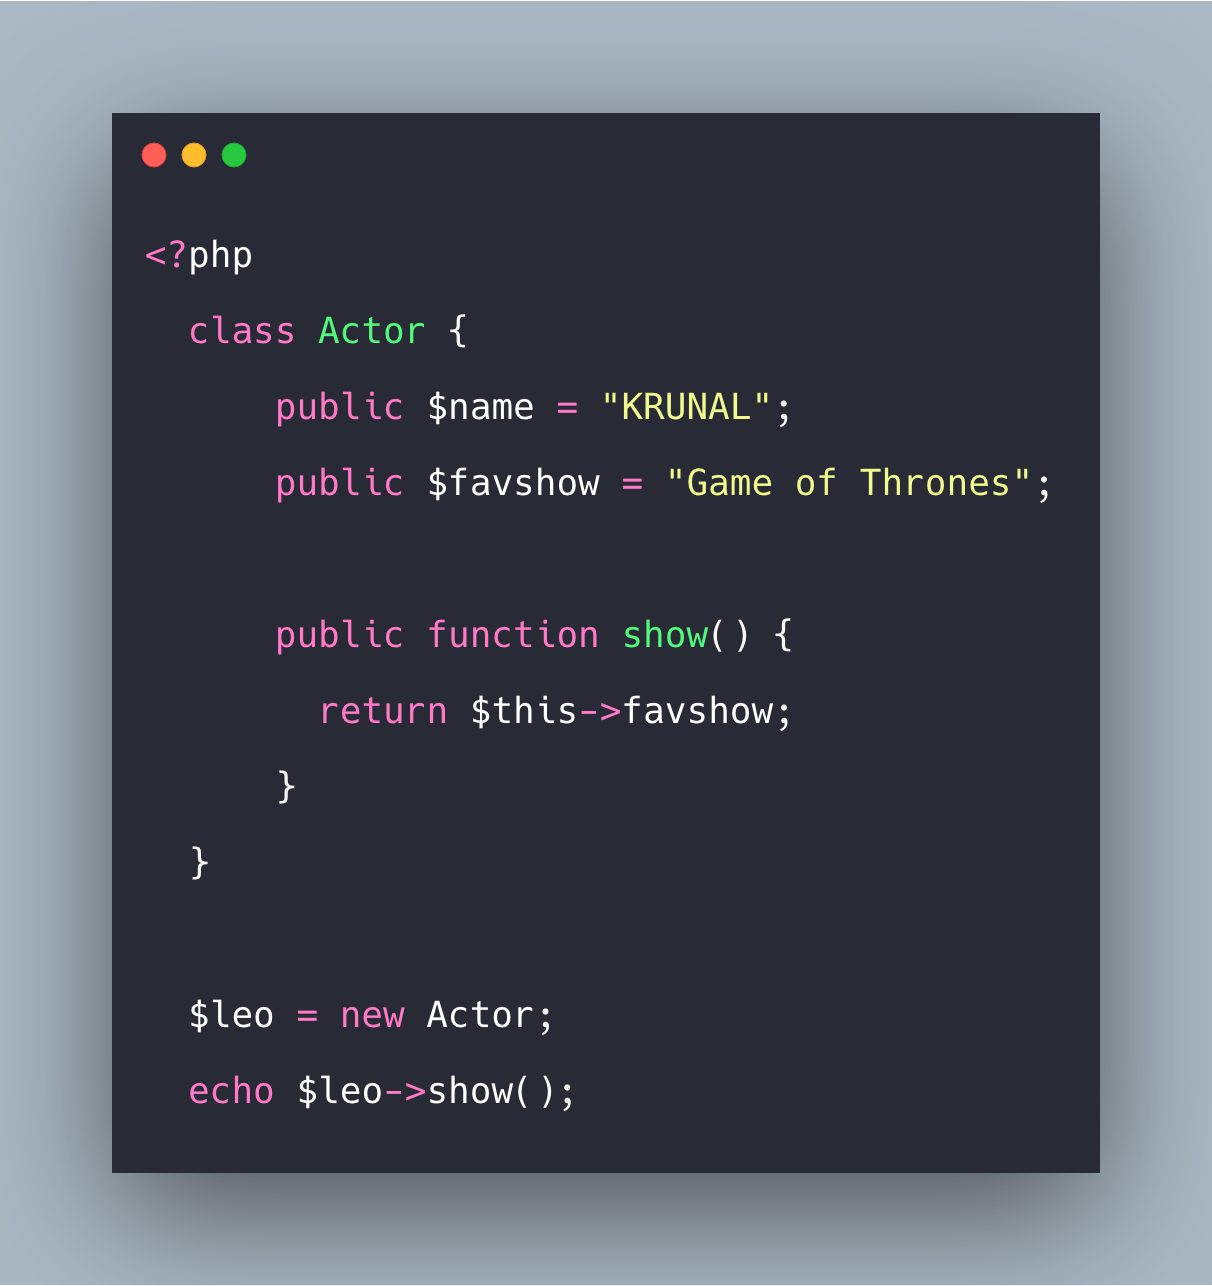 <?php
class Actor {
public $name = "KRUNAL";
public $favshow = "Game of Thrones";
public function show() {
return $this->favshow;
}
}
$leo = new Actor;
echo $leo->show();